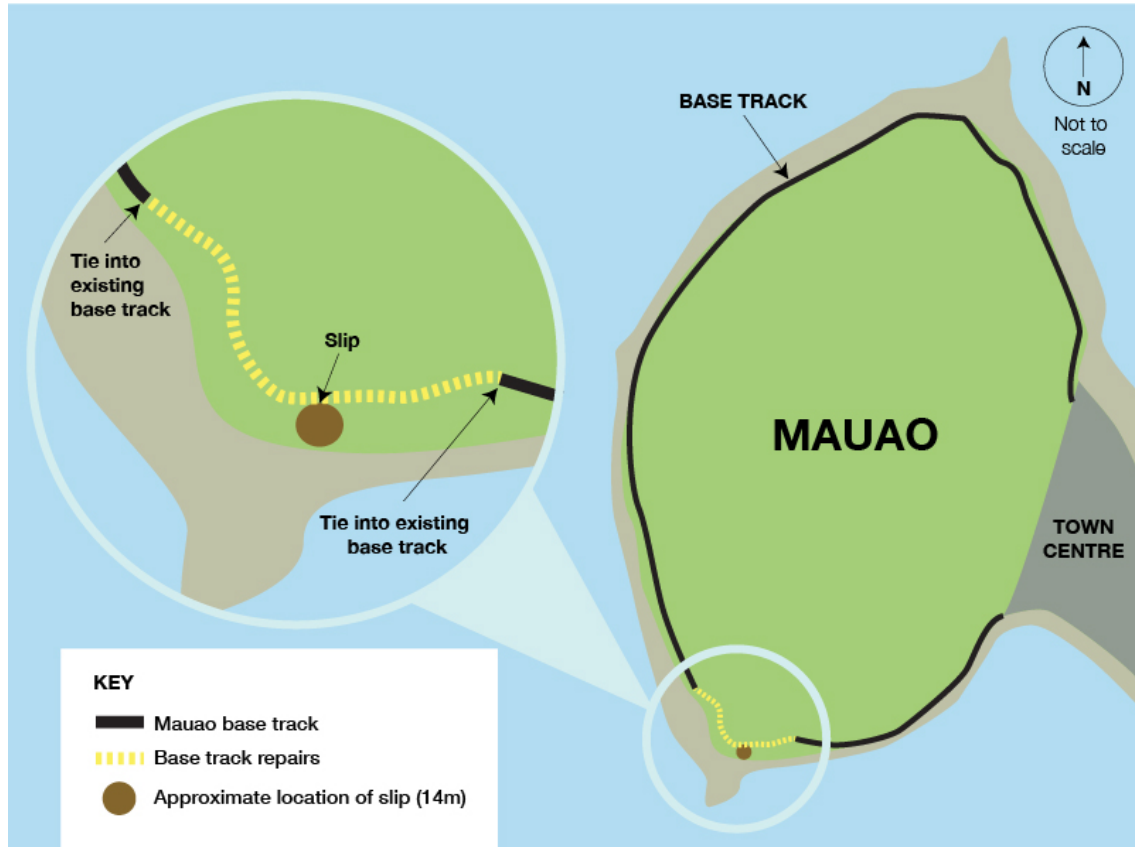 BASE TRACK
N
Not to
scale
Tie into
existing
base track
Slip
MAUAO
Tie into existing
base track
TOWN
CENTRE
KEY
Mauao base track
Base track repairs
Approximate location of slip (14m)